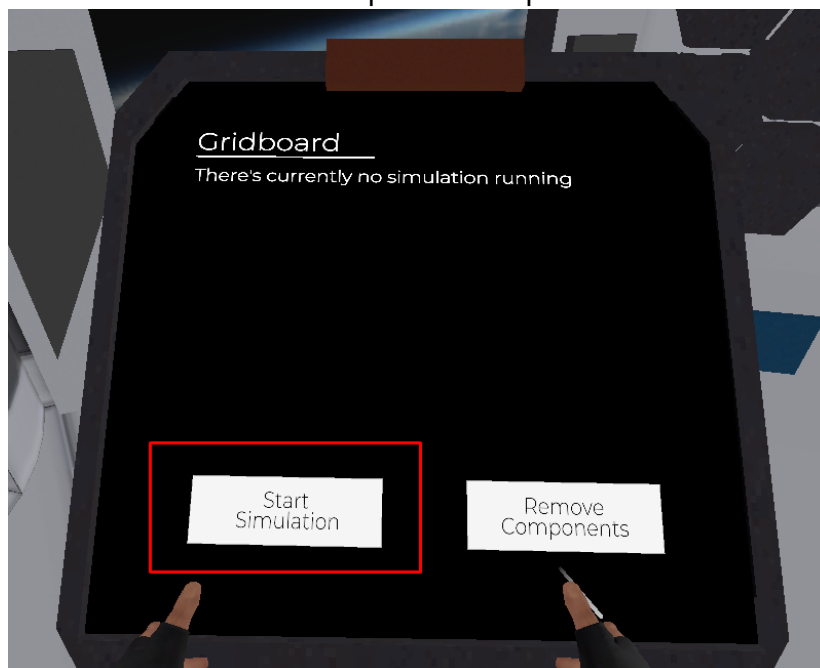 Gridboard
There's currently no simulation running
Start
Simulation
Remove
Components